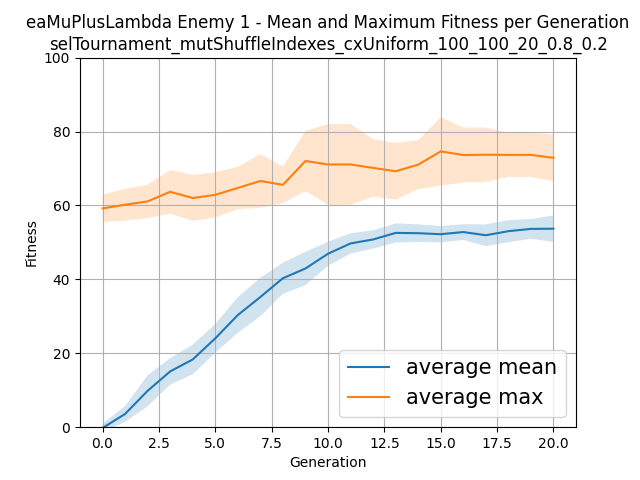 eaMuPlusLambda Enemy 1 - Mean and Maximum Fitness per Generation
selTournament_mutShuffleIndexes_cxUniform_100_100_20_0.8_0.2
100
80
60
40
20
0
Fitness
0.0 2.5 5.0 7.5 10.0 12.5 15.0 17.5 20.0
Generation
average mean
average max